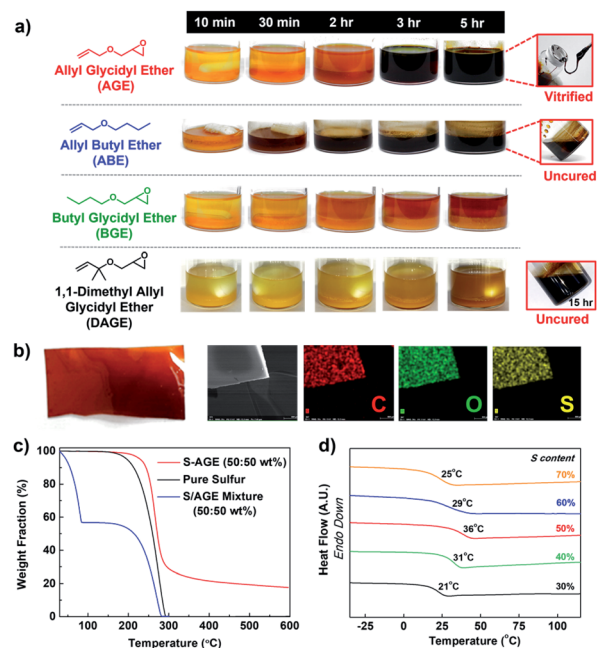 a)
10 min 30 min 2 hr 3 hr 5 hr
O O
Allyl Glycidyl Ether
(AGE)
Vitrified
O
Allyl Butyl Ether
(ABE)
Uncured
O O
Butyl Glycidyl Ether
(BGE)
O O
1,1-Dimethyl Allyl
Glycidyl Ether
(DAGE)
15 hr
Uncured
b)
C O S
c)
Weight Fraction (%)
100
80
60
40
20
0
S-AGE (50:50 wt%)
Pure Sulfur
S/AGE Mixture
(50:50 wt%)
100 200 300 400 500 600
Temperature (°C)
d)
Heat Flow (A.U.)
Endo Down
S content
25°C 70%
29°C 60%
36°C 50%
31°C 40%
21°C 30%
-25 0 25 50 75 100
Temperature (°C)